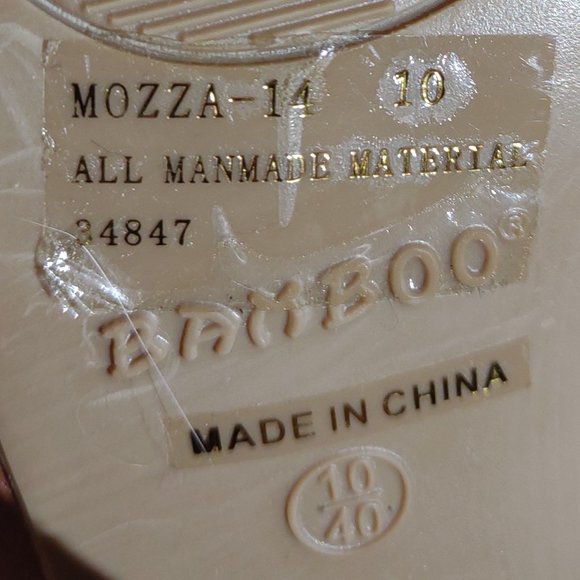 MOZZA-14 10
ALL MANMADE MATERIAL
34847
BAMBOO®
MADE IN CHINA
10
40